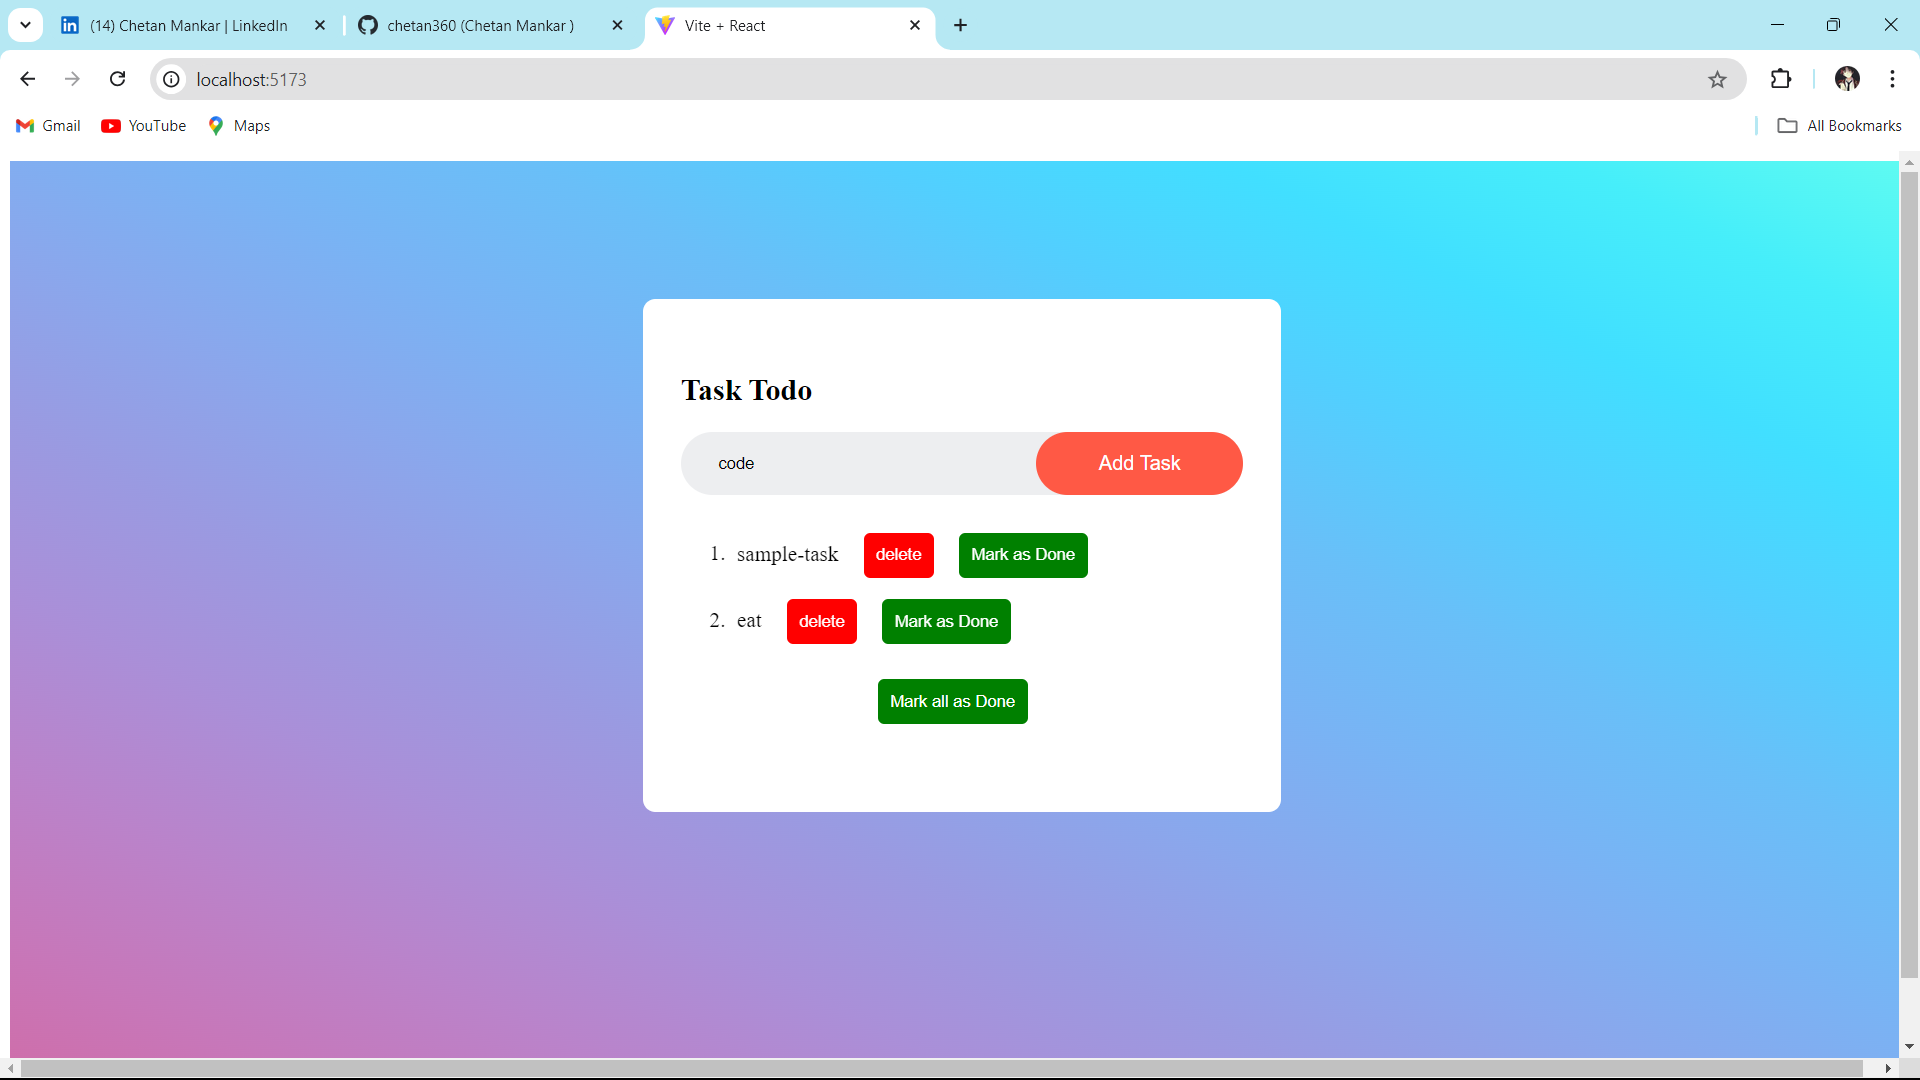 (14) Chetan Mankar | LinkedIn
chetan360 (Chetan Mankar )
Vite + React
localhost:5173
Gmail
YouTube
Maps
All Bookmarks
Task Todo
code
Add Task
1. sample-task delete Mark as Done
2. eat delete Mark as Done
Mark all as Done